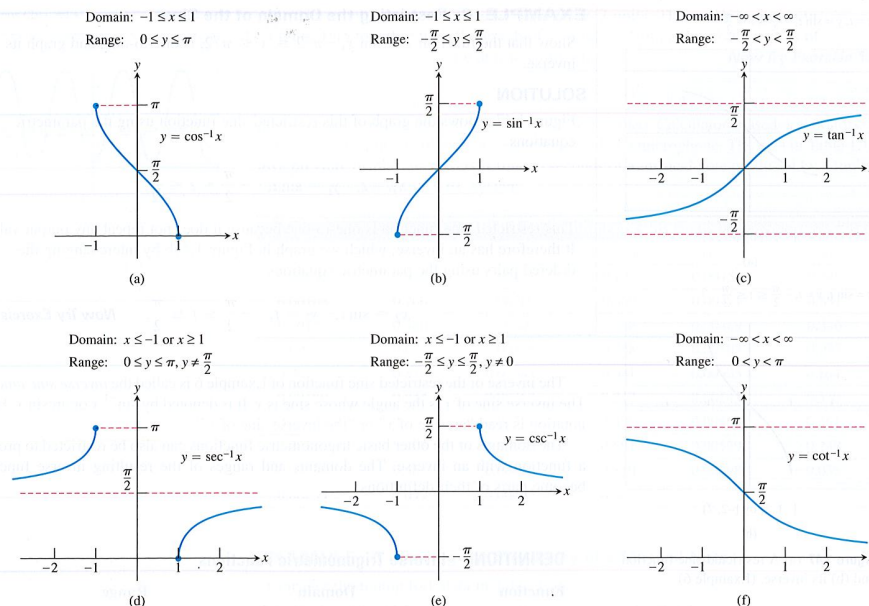 Domain: −1 ≤ x ≤ 1
Range: 0 ≤ y ≤ π
y
π
y = cos⁻¹x
π/2
−1
1
x
(a)
Domain: −1 ≤ x ≤ 1
Range: −π/2 ≤ y ≤ π/2
y
π/2
y = sin⁻¹x
−1
1
x
−π/2
(b)
Domain: −∞ < x < ∞
Range: −π/2 < y < π/2
y
π/2
y = tan⁻¹x
−2 −1 1 2
x
−π/2
(c)
Domain: x ≤ −1 or x ≥ 1
Range: 0 ≤ y ≤ π, y ≠ π/2
y
π
y = sec⁻¹x
π/2
−2 −1 1 2
x
(d)
Domain: x ≤ −1 or x ≥ 1
Range: −π/2 ≤ y ≤ π/2, y ≠ 0
y
π/2
y = csc⁻¹x
−2 −1 1 2
x
−π/2
(e)
Domain: −∞ < x < ∞
Range: 0 < y < π
y
π
y = cot⁻¹x
π/2
−2 −1 1 2
x
(f)